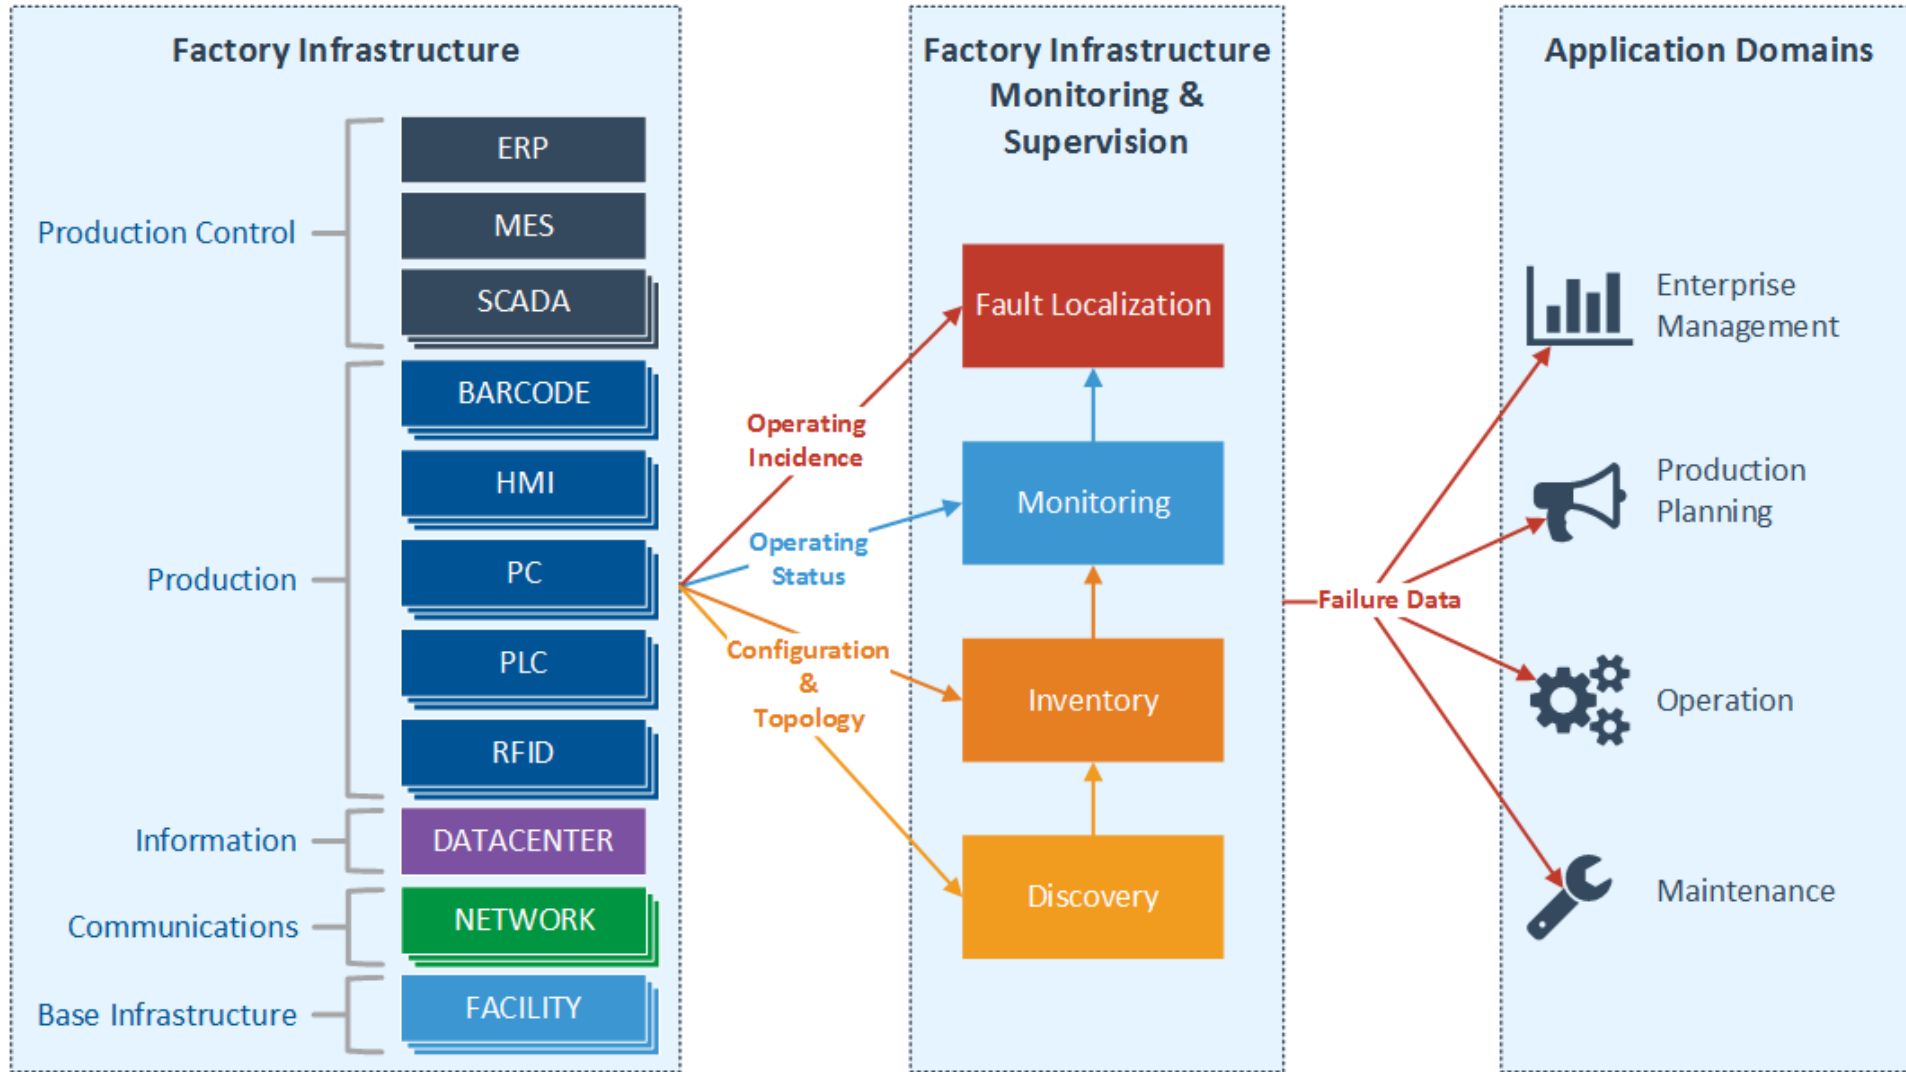 Factory Infrastructure
Production Control
ERP
MES
SCADA
Production
BARCODE
HMI
PC
PLC
RFID
Information
DATACENTER
Communications
NETWORK
Base Infrastructure
FACILITY
Operating
Incidence
Operating
Status
Configuration
&
Topology
Factory Infrastructure
Monitoring &
Supervision
Fault Localization
Monitoring
Inventory
Discovery
Failure Data
Application Domains
Enterprise
Management
Production
Planning
Operation
Maintenance